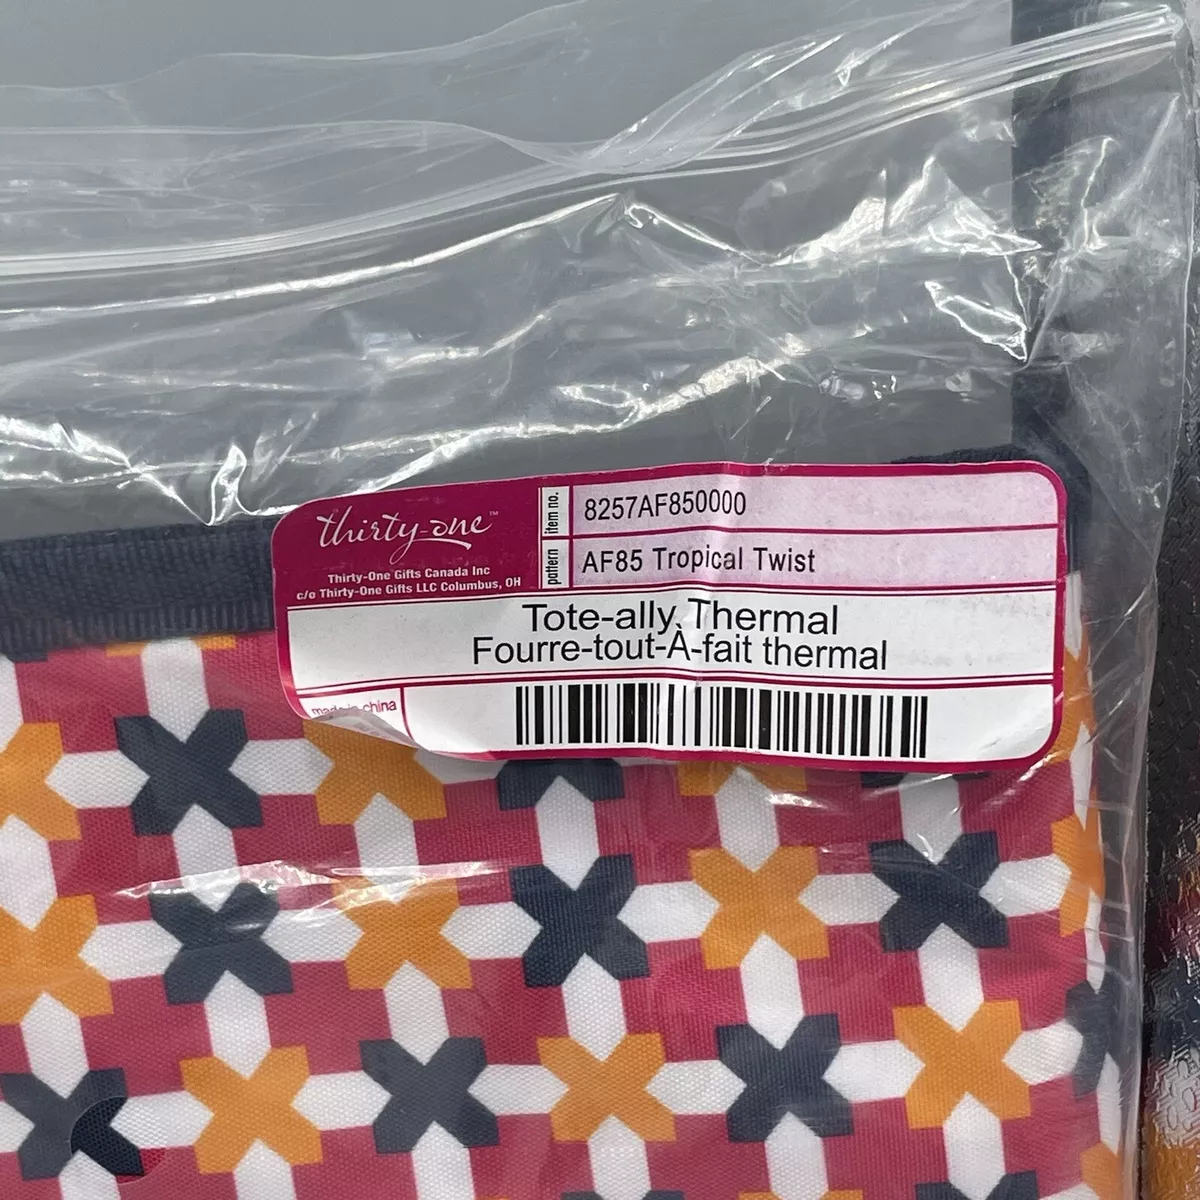 thirty-one™
Thirty-One Gifts Canada Inc
c/o Thirty-One Gifts LLC Columbus, OH
item no.
8257AF850000
pattern
AF85 Tropical Twist
Tote-ally Thermal
Fourre-tout-À-fait thermal
made in china